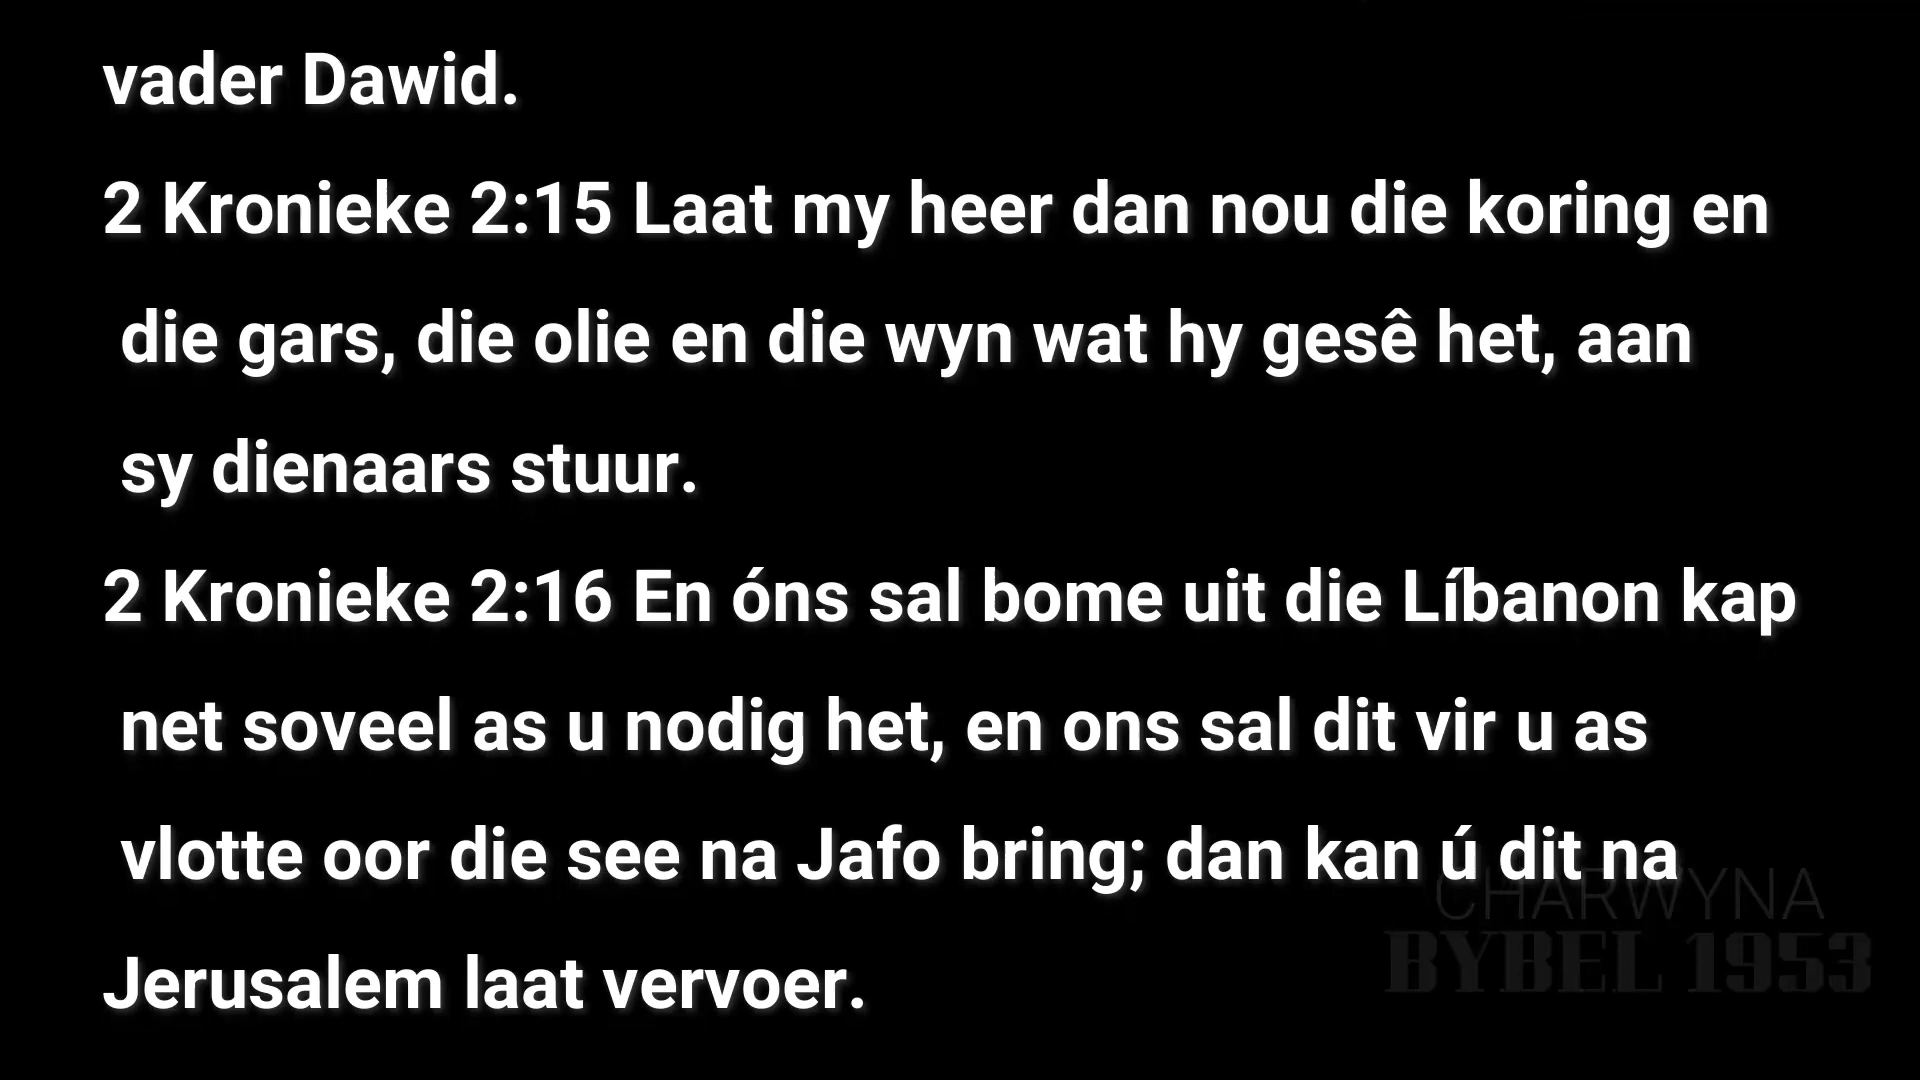 vader Dawid.
2 Kronieke 2:15 Laat my heer dan nou die koring en
die gars, die olie en die wyn wat hy gesê het, aan
sy dienaars stuur.
2 Kronieke 2:16 En óns sal bome uit die Líbanon kap
net soveel as u nodig het, en ons sal dit vir u as
vlotte oor die see na Jafo bring; dan kan ú dit na
Jerusalem laat vervoer.
CHARWYNA
BYBEL 1953